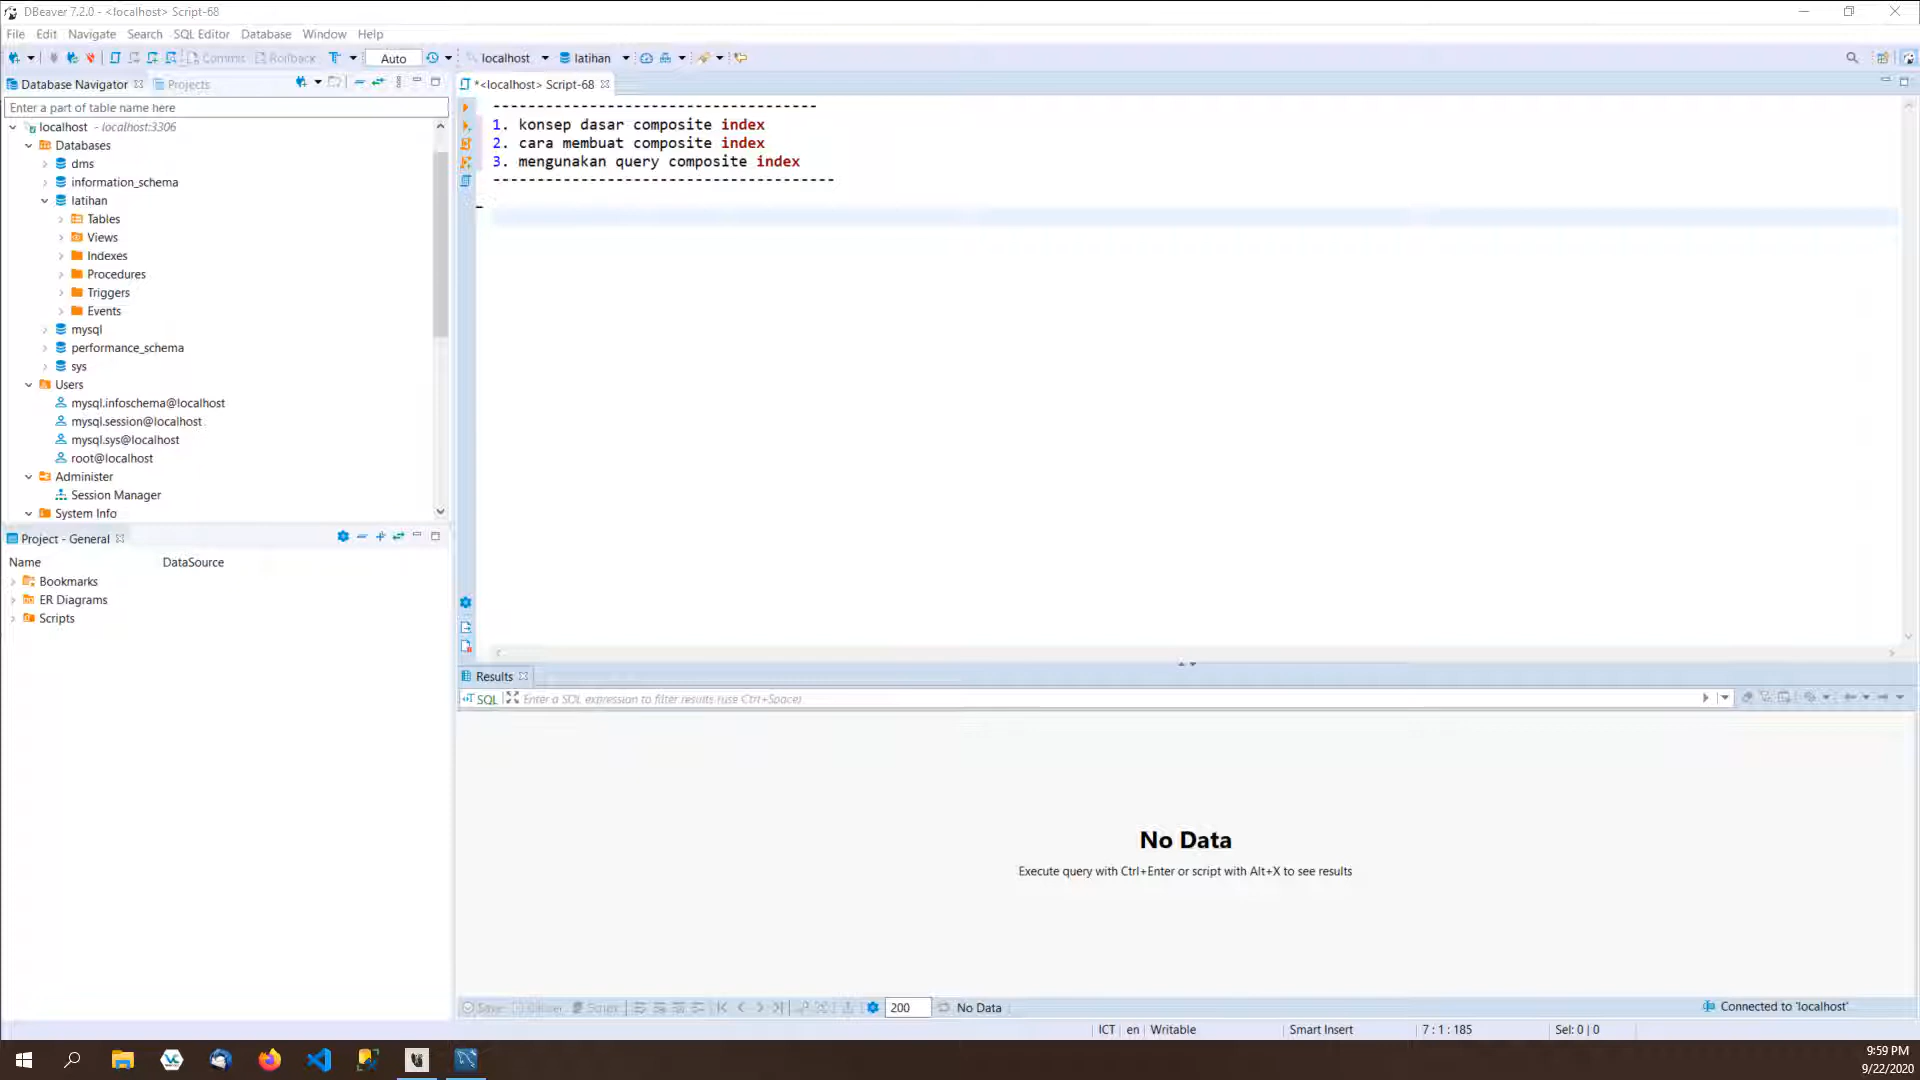 DBeaver 7.2.0 - <localhost> Script-68
File Edit Navigate Search SQL Editor Database Window Help
Commit Rollback Auto localhost latihan
Database Navigator Projects
Enter a part of table name here
localhost - localhost:3306
Databases
dms
information_schema
latihan
Tables
Views
Indexes
Procedures
Triggers
Events
mysql
performance_schema
sys
Users
mysql.infoschema@localhost
mysql.session@localhost
mysql.sys@localhost
root@localhost
Administer
Session Manager
System Info
Project - General
Name DataSource
Bookmarks
ER Diagrams
Scripts
*<localhost> Script-68
-------------------------------------
1. konsep dasar composite index
2. cara membuat composite index
3. mengunakan query composite index
---------------------------------------
Results
SQL Enter a SQL expression to filter results (use Ctrl+Space)
No Data
Execute query with Ctrl+Enter or script with Alt+X to see results
Save Cancel Script 200 No Data Connected to 'localhost'
ICT en Writable Smart Insert 7 : 1 : 185 Sel: 0 | 0
9:59 PM
9/22/2020